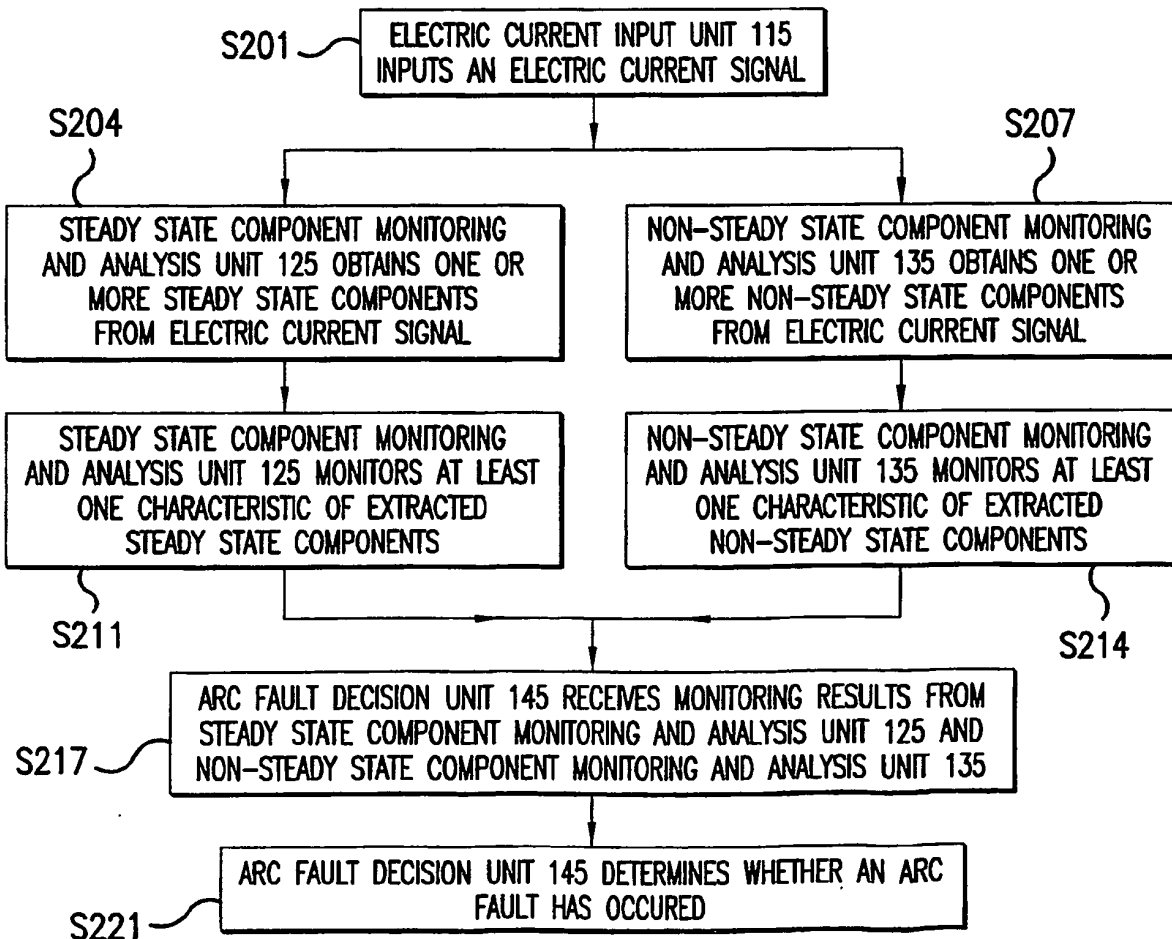 S201
ELECTRIC CURRENT INPUT UNIT 115
INPUTS AN ELECTRIC CURRENT SIGNAL
S204
S207
STEADY STATE COMPONENT MONITORING
AND ANALYSIS UNIT 125 OBTAINS ONE OR
MORE STEADY STATE COMPONENTS
FROM ELECTRIC CURRENT SIGNAL
NON-STEADY STATE COMPONENT MONITORING
AND ANALYSIS UNIT 135 OBTAINS ONE OR
MORE NON-STEADY STATE COMPONENTS
FROM ELECTRIC CURRENT SIGNAL
STEADY STATE COMPONENT MONITORING
AND ANALYSIS UNIT 125 MONITORS AT LEAST
ONE CHARACTERISTIC OF EXTRACTED
STEADY STATE COMPONENTS
NON-STEADY STATE COMPONENT MONITORING
AND ANALYSIS UNIT 135 MONITORS AT LEAST
ONE CHARACTERISTIC OF EXTRACTED
NON-STEADY STATE COMPONENTS
S211
S214
ARC FAULT DECISION UNIT 145 RECEIVES MONITORING RESULTS FROM
STEADY STATE COMPONENT MONITORING AND ANALYSIS UNIT 125 AND
NON-STEADY STATE COMPONENT MONITORING AND ANALYSIS UNIT 135
S217
ARC FAULT DECISION UNIT 145 DETERMINES WHETHER AN ARC
FAULT HAS OCCURED
S221